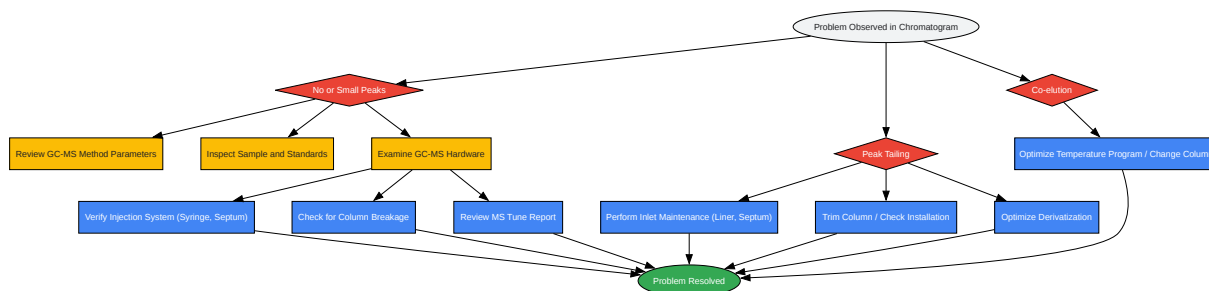 Problem Observed in Chromatogram
No or Small Peaks
Co-elution
Review GC-MS Method Parameters
Inspect Sample and Standards
Examine GC-MS Hardware
Peak Tailing
Optimize Temperature Program / Change Colum
Verify Injection System (Syringe, Septum)
Check for Column Breakage
Review MS Tune Report
Perform Inlet Maintenance (Liner, Septum)
Trim Column / Check Installation
Optimize Derivatization
Problem Resolved